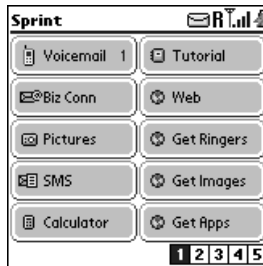 Sprint R
Voicemail 1 Tutorial
Biz Conn Web
Pictures Get Ringers
SMS Get Images
Calculator Get Apps
1 2 3 4 5